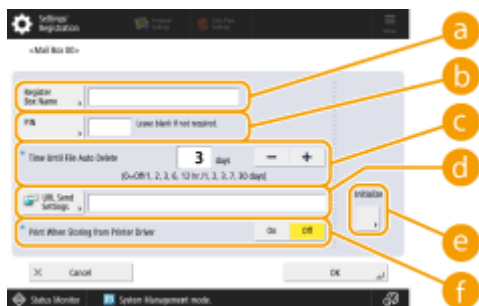 Settings/
Registration
Menu
<Mail Box 00>
a
Register
Box Name
b
PIN
Leave blank if not required.
c
* Time Until File Auto Delete
3 days
− +
(0=Off/1, 2, 3, 6, 12 hr./1, 2, 3, 7, 30 days)
d
URL Send
Settings
Initialize
e
* Print When Storing from Printer Driver
On Off
f
× Cancel
OK
Status Monitor
System Management mode.